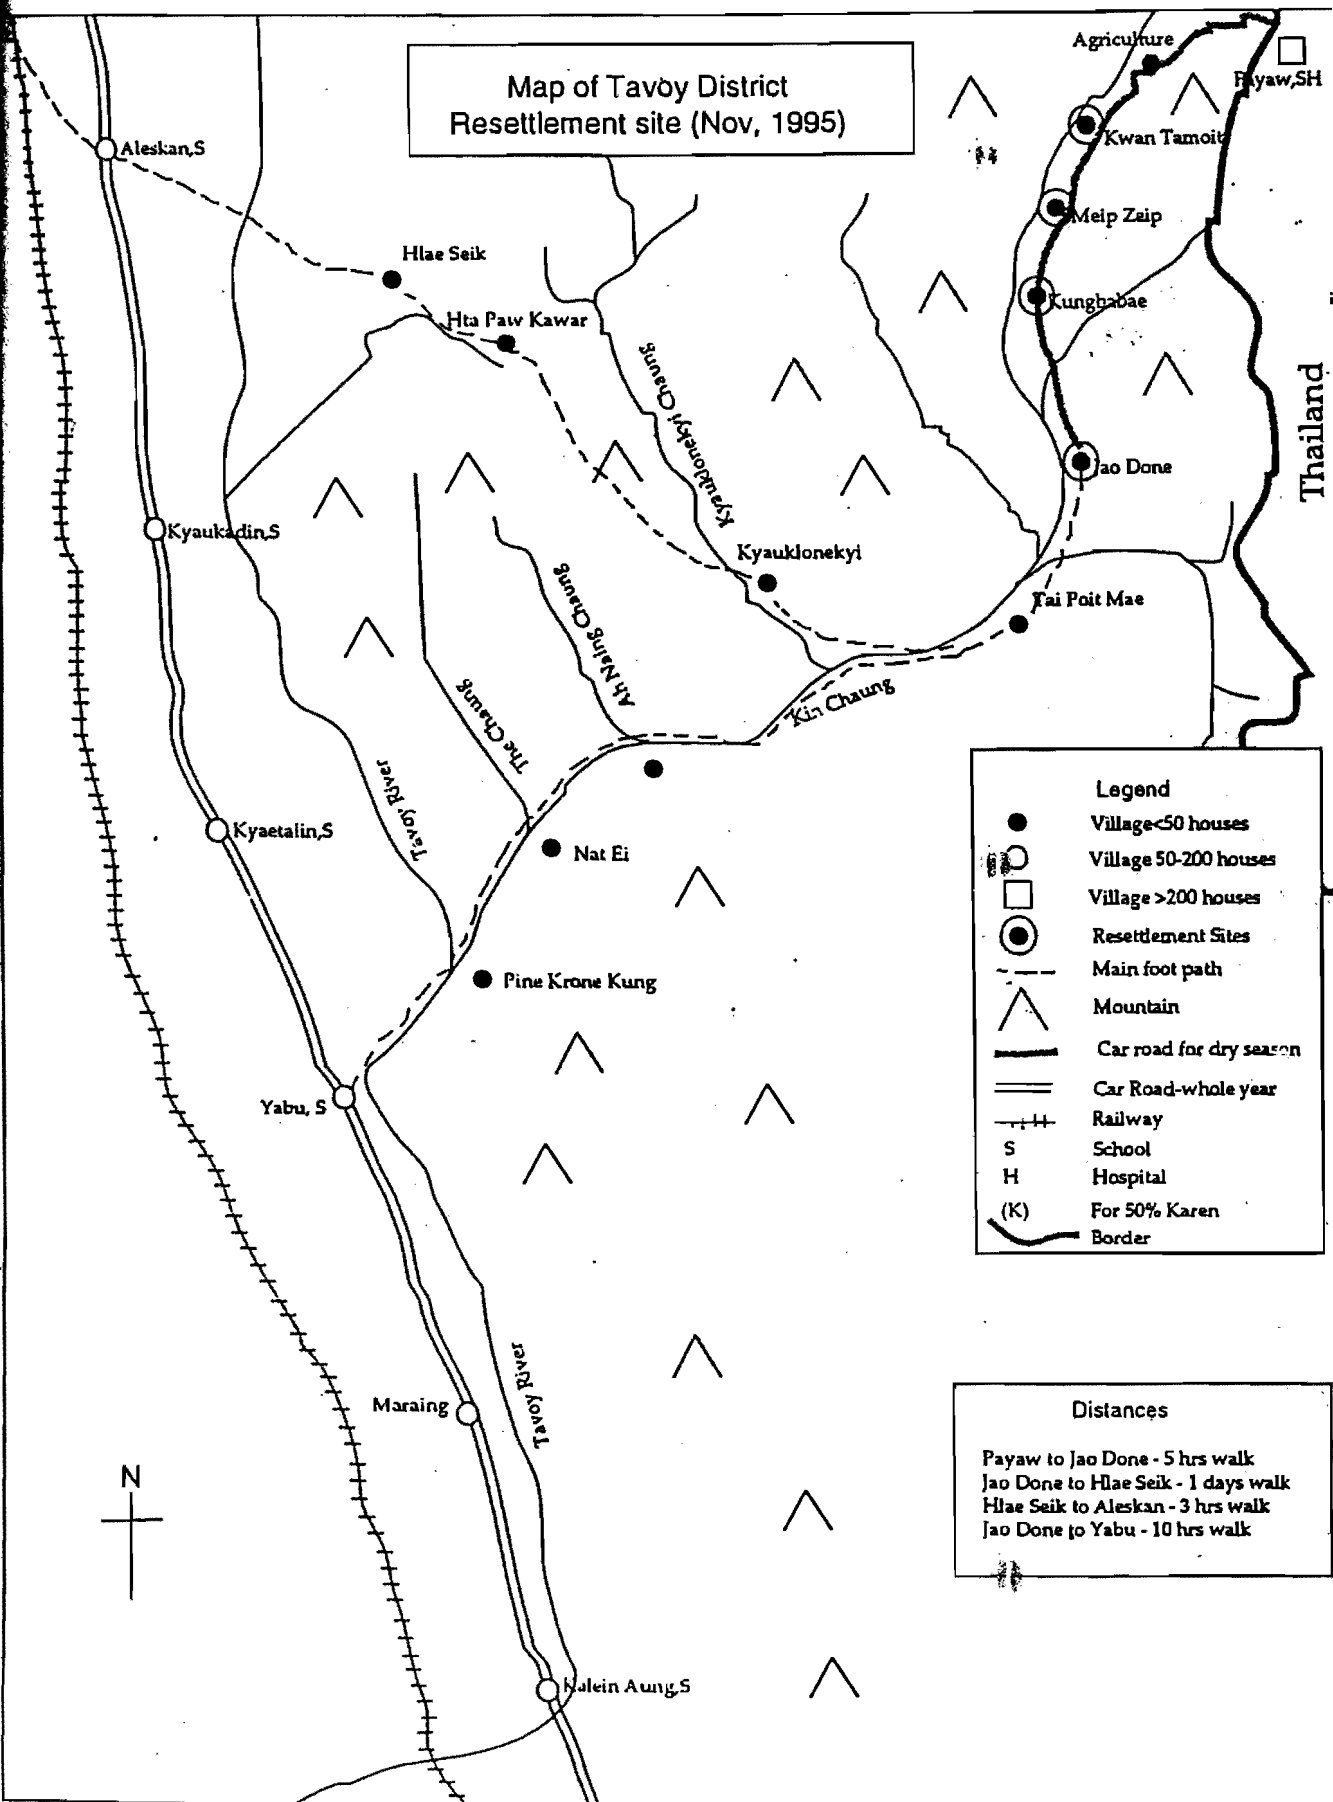 Map of Tavoy District
Resettlement site (Nov, 1995)
Agriculture
Payaw,SH
Kwan Tamoit
Aleskan,S
Meip Zeip
Hlae Seik
Kunghabae
Hta Paw Kawar
Kyauklonekyi Chaung
Thailand
Jao Done
Kyaukadin,S
Kyauklonekyi
Ah Naing Chaung
Tai Poit Mae
The Chaung
Kin Chaung
Tavoy River
Kyaetalin,S
Nat Ei
Pine Krone Kung
Yabu, S
Legend
Village<50 houses
Village 50-200 houses
Village >200 houses
Resettlement Sites
Main foot path
Mountain
Car road for dry season
Car Road-whole year
Railway
S School
H Hospital
(K) For 50% Karen
Border
Tavoy River
Maraing
Distances
Payaw to Jao Done - 5 hrs walk
Jao Done to Hlae Seik - 1 days walk
Hlae Seik to Aleskan - 3 hrs walk
Jao Done to Yabu - 10 hrs walk
N
Kalein Aung,S